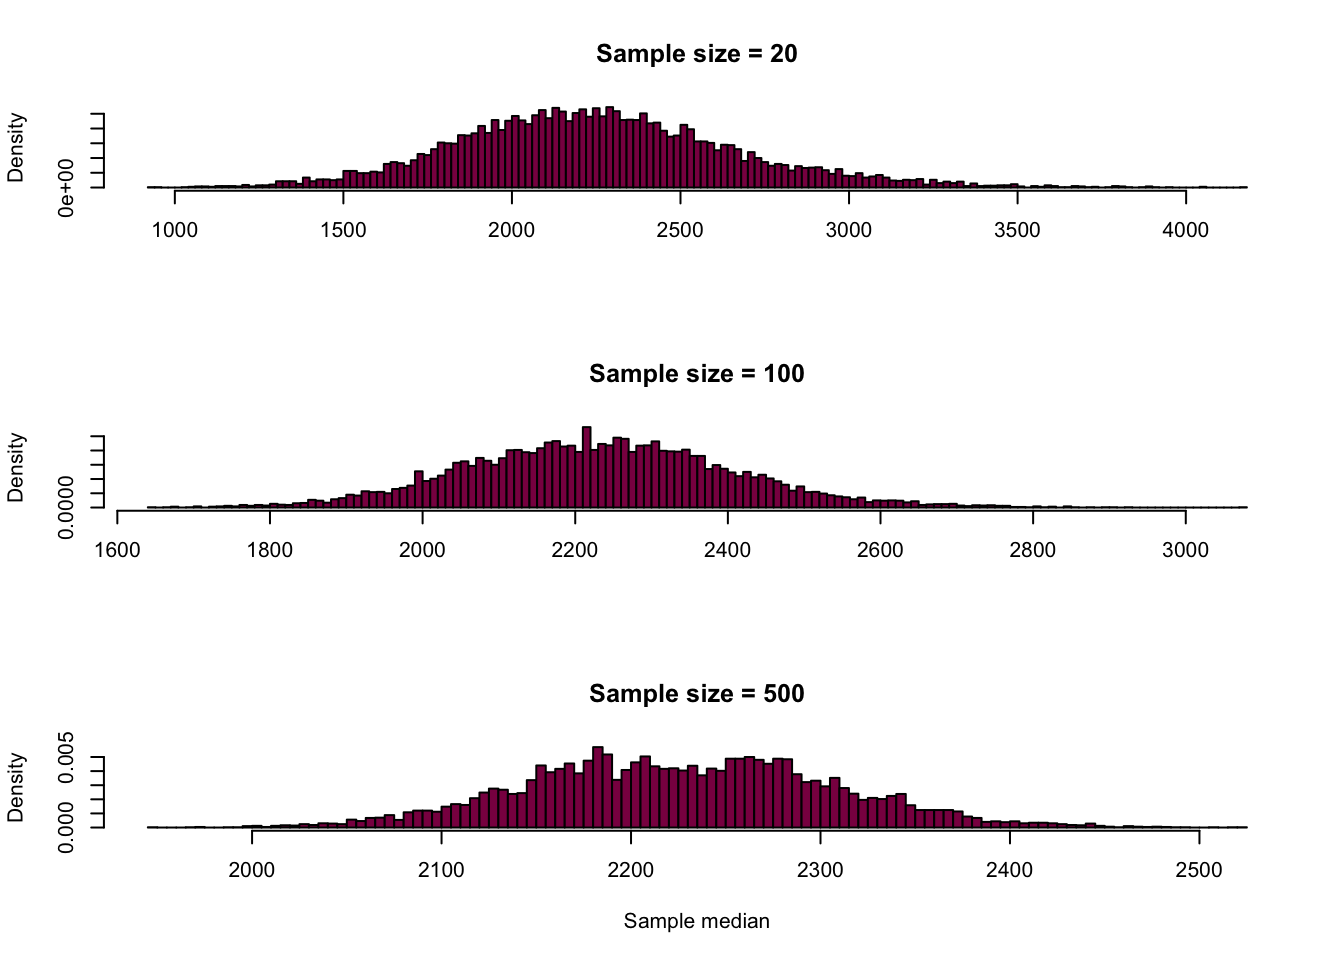 Sample size = 20
Density
0e+00
1000 1500 2000 2500 3000 3500 4000
Sample size = 100
Density
0.0000
1600 1800 2000 2200 2400 2600 2800 3000
Sample size = 500
Density
0.005
0.000
2000 2100 2200 2300 2400 2500
Sample median